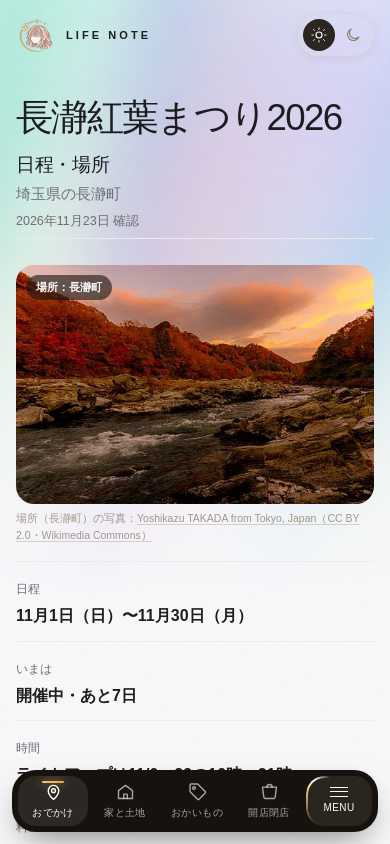 LIFE NOTE
長瀞紅葉まつり2026
日程・場所
埼玉県の長瀞町
2026年11月23日 確認
場所：長瀞町
場所（長瀞町）の写真：Yoshikazu TAKADA from Tokyo, Japan（CC BY
2.0・Wikimedia Commons）
日程
11月1日（日）〜11月30日（月）
いまは
開催中・あと7日
時間
おでかけ
家と土地
おかいもの
開店閉店
MENU